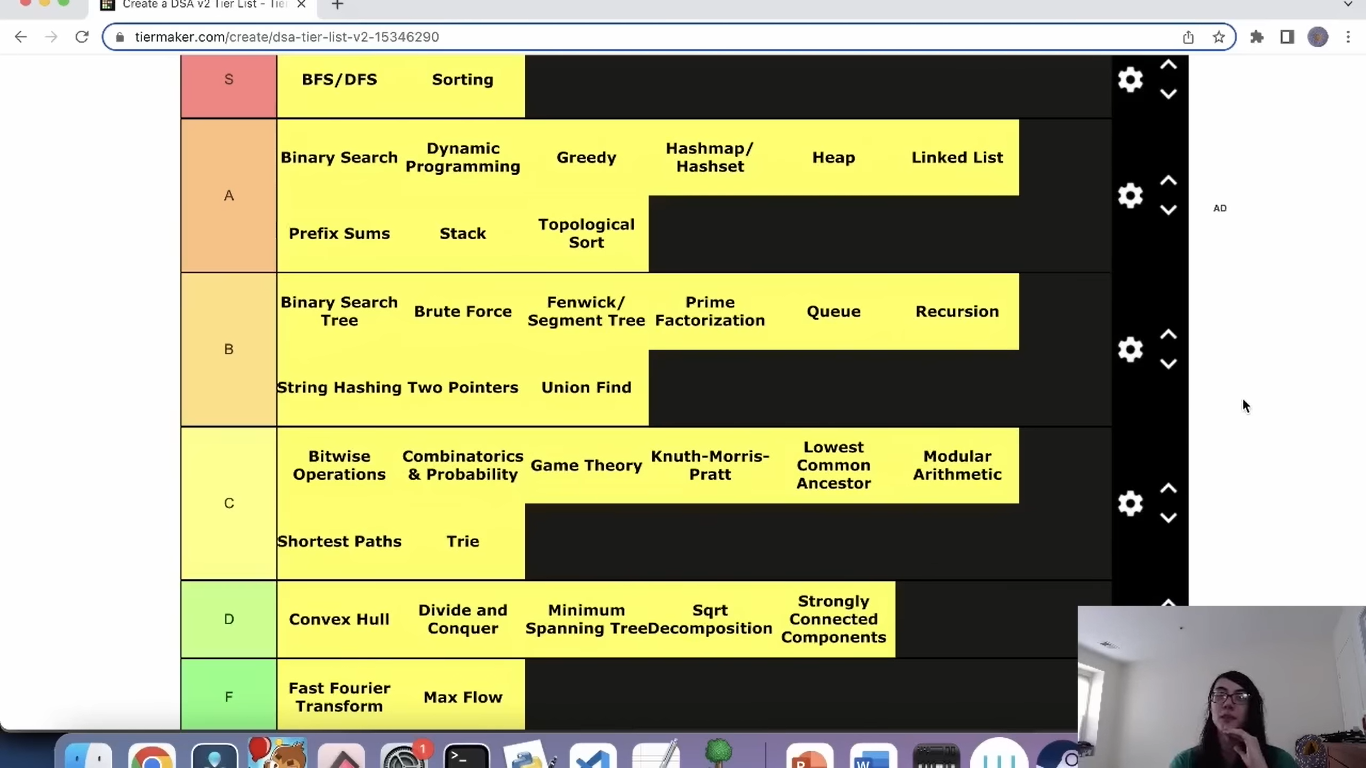 Create a DSA v2 Tier List - Tier
tiermaker.com/create/dsa-tier-list-v2-15346290
S
BFS/DFS
Sorting
A
Binary Search
Dynamic
Programming
Greedy
Hashmap/
Hashset
Heap
Linked List
Prefix Sums
Stack
Topological
Sort
AD
B
Binary Search
Tree
Brute Force
Fenwick/
Segment Tree
Prime
Factorization
Queue
Recursion
String Hashing
Two Pointers
Union Find
C
Bitwise
Operations
Combinatorics
& Probability
Game Theory
Knuth-Morris-
Pratt
Lowest
Common
Ancestor
Modular
Arithmetic
Shortest Paths
Trie
D
Convex Hull
Divide and
Conquer
Minimum
Spanning Tree
Sqrt
Decomposition
Strongly
Connected
Components
F
Fast Fourier
Transform
Max Flow
1
P
W